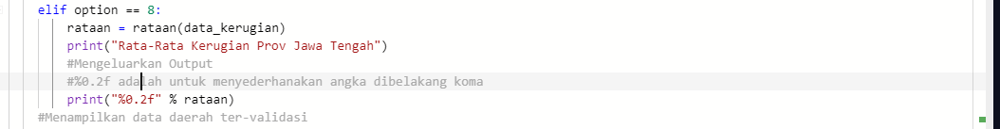 elif option == 8:
rataan = rataan(data_kerugian)
print("Rata-Rata Kerugian Prov Jawa Tengah")
#Mengeluarkan Output
#%0.2f adalah untuk menyederhanakan angka dibelakang koma
print("%0.2f" % rataan)
#Menampilkan data daerah ter-validasi